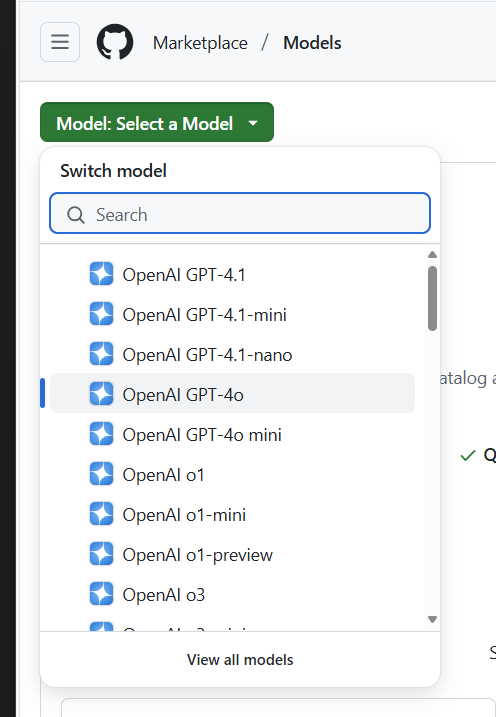 Marketplace / Models
Model: Select a Model
Switch model
Search
OpenAI GPT-4.1
OpenAI GPT-4.1-mini
OpenAI GPT-4.1-nano
OpenAI GPT-4o
atalog a
OpenAI GPT-4o mini
Q
OpenAI o1
OpenAI o1-mini
OpenAI o1-preview
OpenAI o3
View all models
S